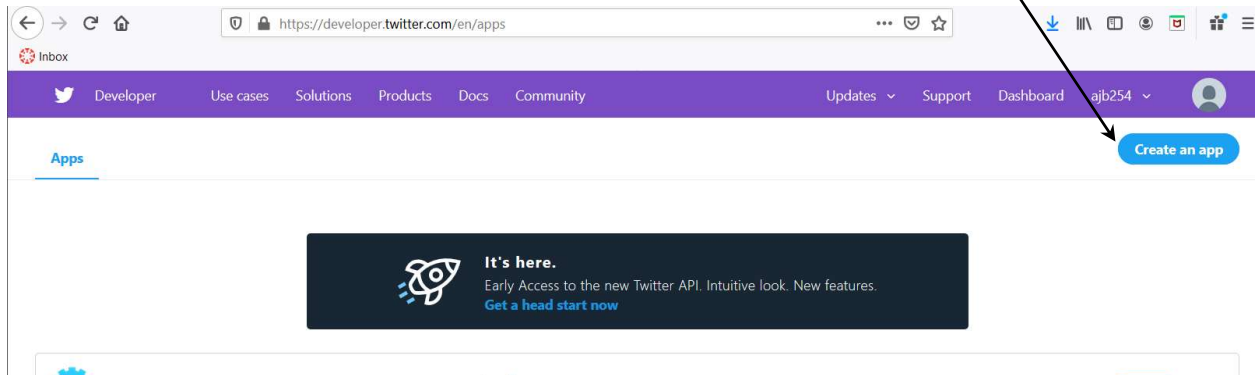 https://developer.twitter.com/en/apps
Inbox
Developer Use cases Solutions Products Docs Community Updates Support Dashboard ajb254
Apps Create an app
It's here.
Early Access to the new Twitter API. Intuitive look. New features.
Get a head start now